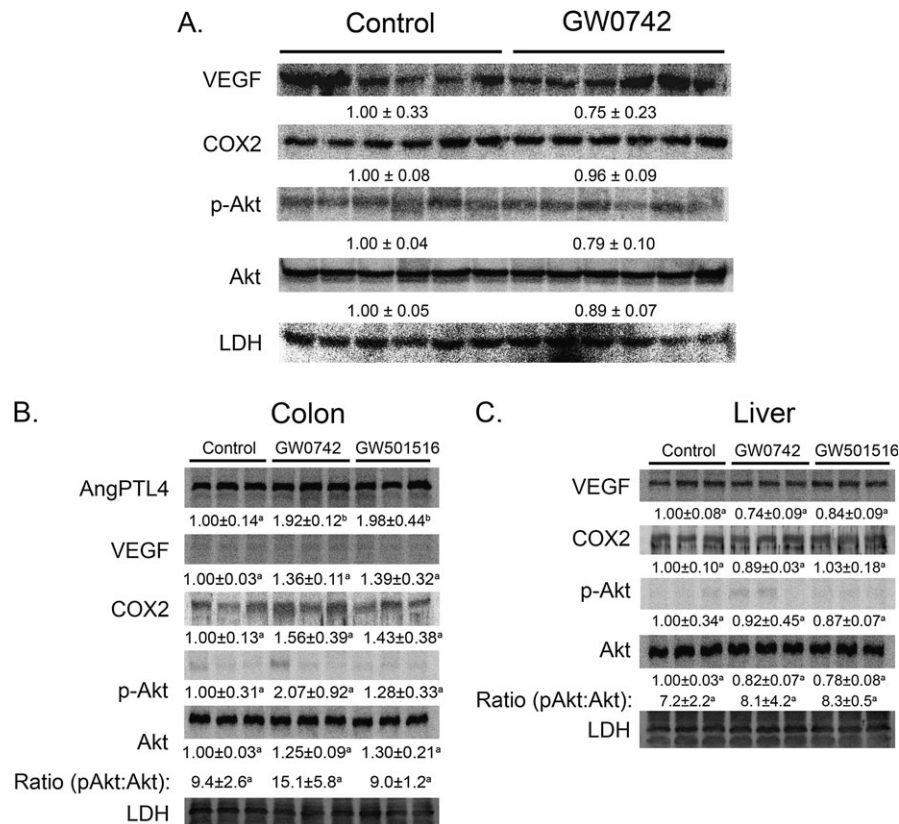 A.
Control GW0742
VEGF
1.00 ± 0.33 0.75 ± 0.23
COX2
1.00 ± 0.08 0.96 ± 0.09
p-Akt
1.00 ± 0.04 0.79 ± 0.10
Akt
1.00 ± 0.05 0.89 ± 0.07
LDH
B. Colon
Control GW0742 GW501516
AngPTL4
1.00±0.14ᵃ 1.92±0.12ᵇ 1.98±0.44ᵇ
VEGF
1.00±0.03ᵃ 1.36±0.11ᵃ 1.39±0.32ᵃ
COX2
1.00±0.13ᵃ 1.56±0.39ᵃ 1.43±0.38ᵃ
p-Akt
1.00±0.31ᵃ 2.07±0.92ᵃ 1.28±0.33ᵃ
Akt
1.00±0.03ᵃ 1.25±0.09ᵃ 1.30±0.21ᵃ
Ratio (pAkt:Akt): 9.4±2.6ᵃ 15.1±5.8ᵃ 9.0±1.2ᵃ
LDH
C. Liver
Control GW0742 GW501516
VEGF
1.00±0.08ᵃ 0.74±0.09ᵃ 0.84±0.09ᵃ
COX2
1.00±0.10ᵃ 0.89±0.03ᵃ 1.03±0.18ᵃ
p-Akt
1.00±0.34ᵃ 0.92±0.45ᵃ 0.87±0.07ᵃ
Akt
1.00±0.03ᵃ 0.82±0.07ᵃ 0.78±0.08ᵃ
Ratio (pAkt:Akt): 7.2±2.2ᵃ 8.1±4.2ᵃ 8.3±0.5ᵃ
LDH